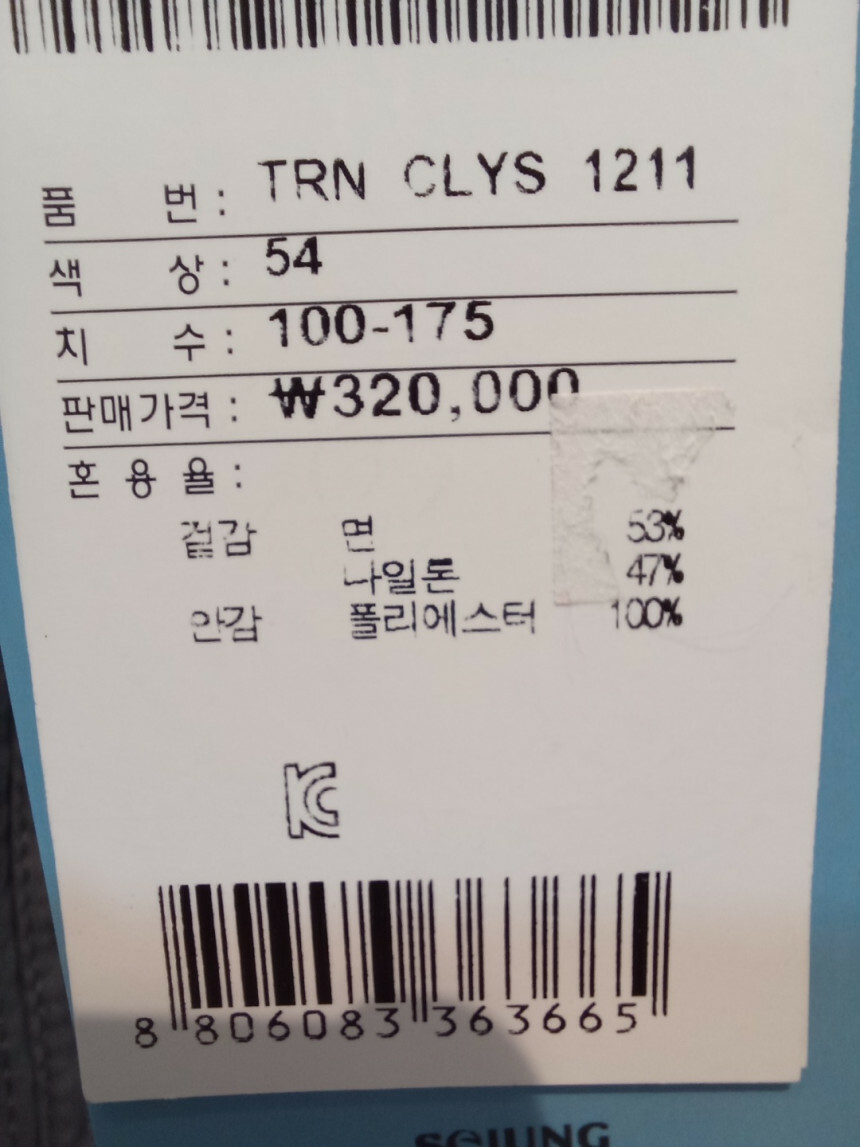 품 번 : TRN CLYS 1211
색 상 : 54
치 수 : 100-175
판매가격 : ₩320,000
혼 용 율 :
겉감 면 53%
나일론 47%
안감 폴리에스터 100%
KC
8 806083 363665
SEJUNG